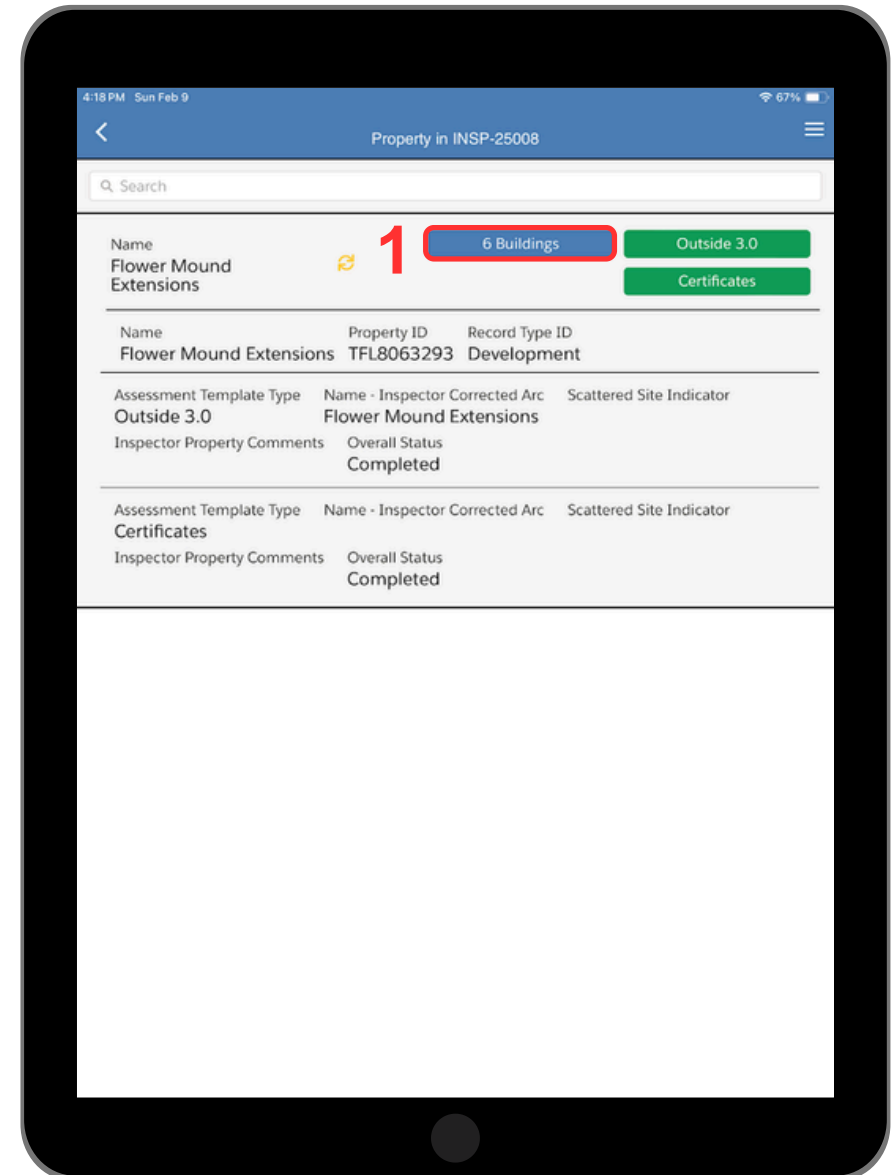 4:18 PM Sun Feb 9 67%
Property in INSP-25008
Search
Name
Flower Mound
Extensions
1
6 Buildings
Outside 3.0
Certificates
Name Property ID Record Type ID
Flower Mound Extensions TFL8063293 Development
Assessment Template Type Name - Inspector Corrected Arc Scattered Site Indicator
Outside 3.0 Flower Mound Extensions
Inspector Property Comments Overall Status
Completed
Assessment Template Type Name - Inspector Corrected Arc Scattered Site Indicator
Certificates
Inspector Property Comments Overall Status
Completed